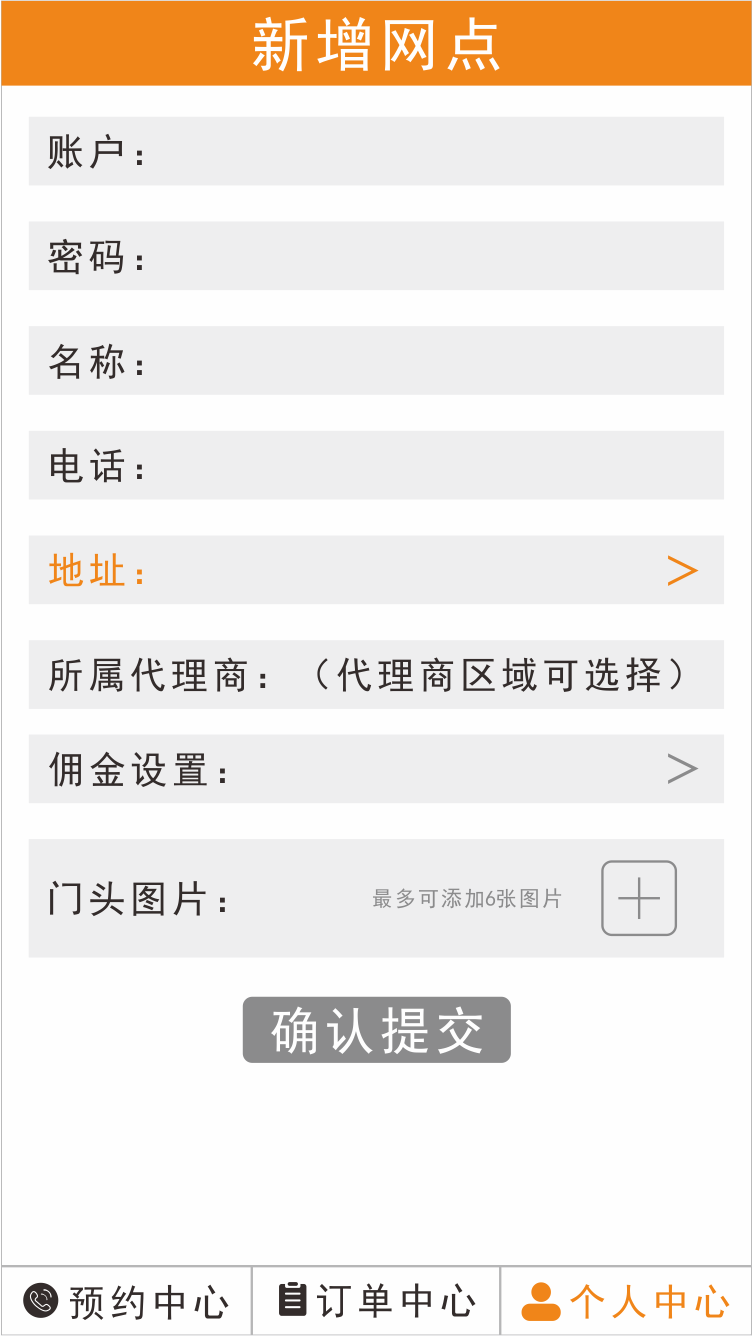 新增网点
账户：
密码：
名称：
电话：
地址： >
所属代理商：（代理商区域可选择）
佣金设置： >
门头图片： 最多可添加6张图片
确认提交
预约中心 订单中心 个人中心